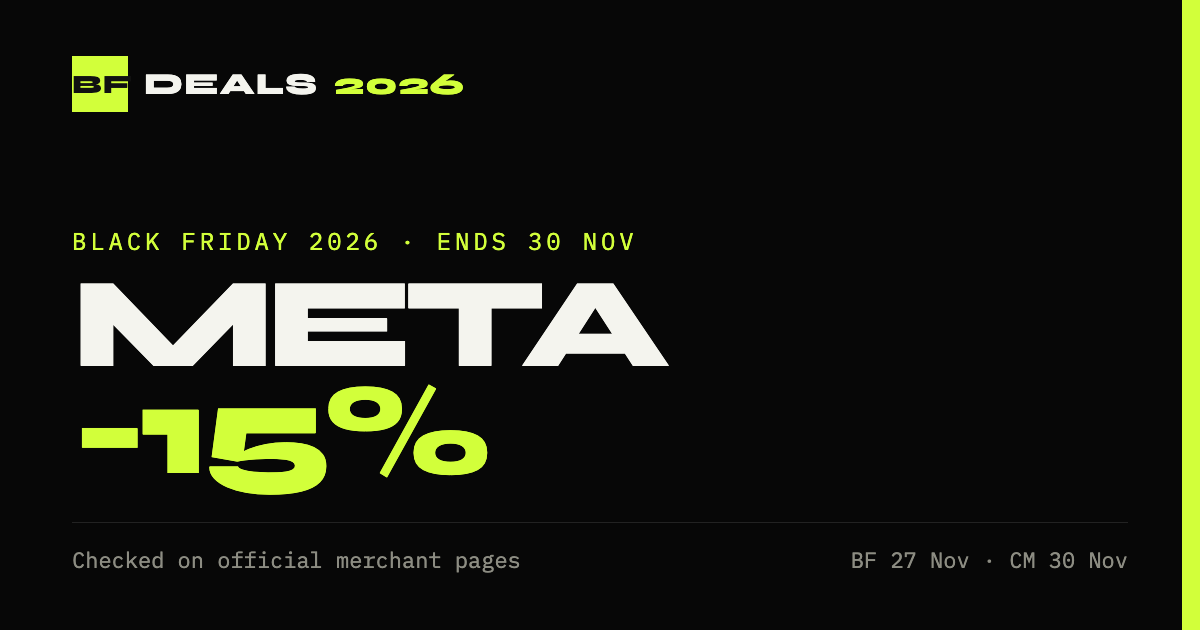 BF DEALS 2026
BLACK FRIDAY 2026 · ENDS 30 NOV
META
-15%
Checked on official merchant pages
BF 27 Nov · CM 30 Nov